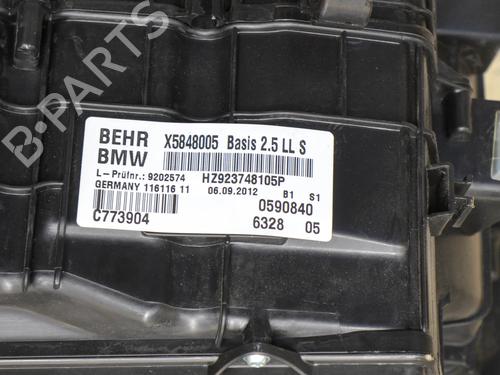 B-PARTS
BEHR X5848005 Basis 2.5 LL S
BMW
L-Prüfnr.: 9202574 HZ923748105P
GERMANY 116116 11 06.09.2012 B1 S1
0590840
C773904 6328 05